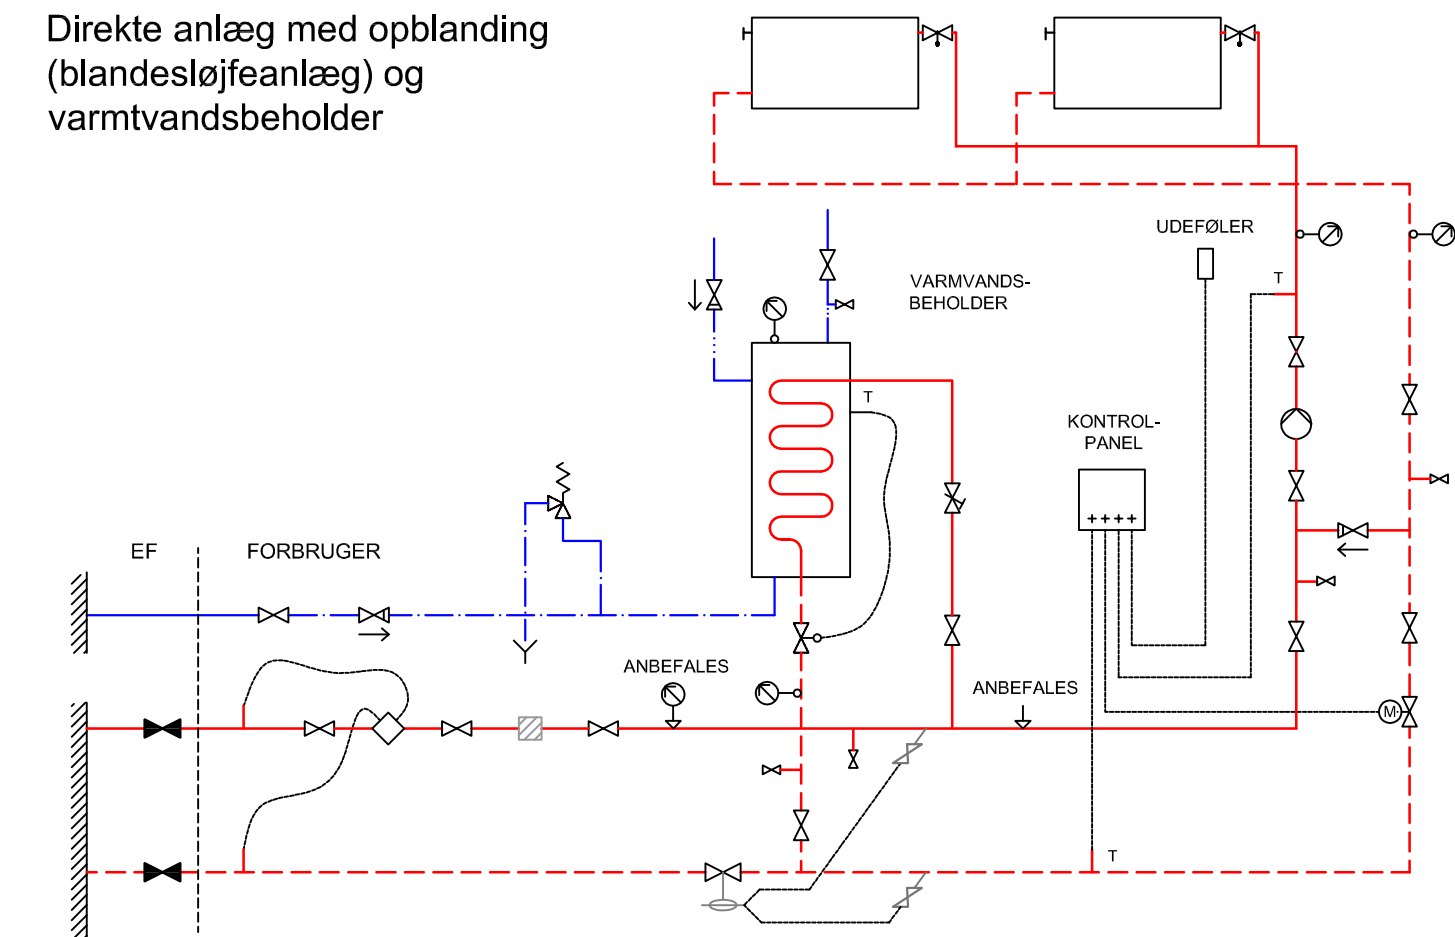 Direkte anlæg med opblanding
(blandesløjfeanlæg) og
varmtvandsbeholder
UDEFØLER
VARMVANDS-
BEHOLDER
T
T
KONTROL-
PANEL
EF
FORBRUGER
ANBEFALES
ANBEFALES
M
T